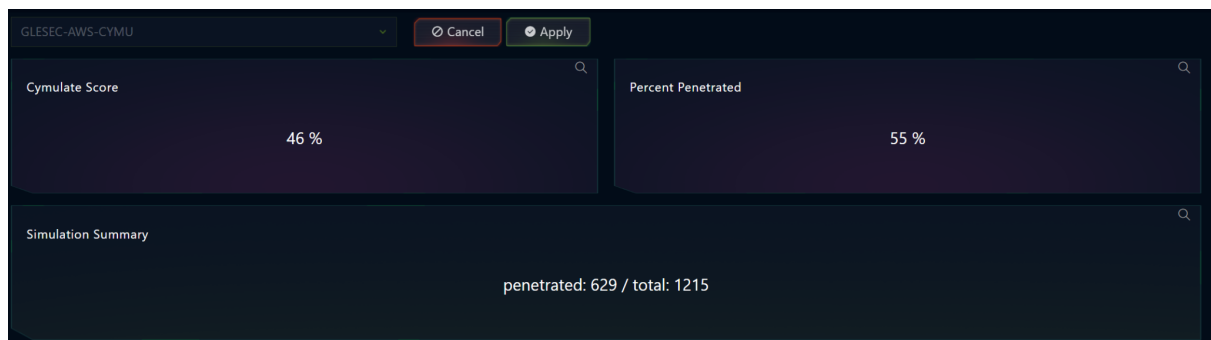 GLESEC-AWS-CYMU Cancel Apply
Cymulate Score
46 %
Percent Penetrated
55 %
Simulation Summary
penetrated: 629 / total: 1215